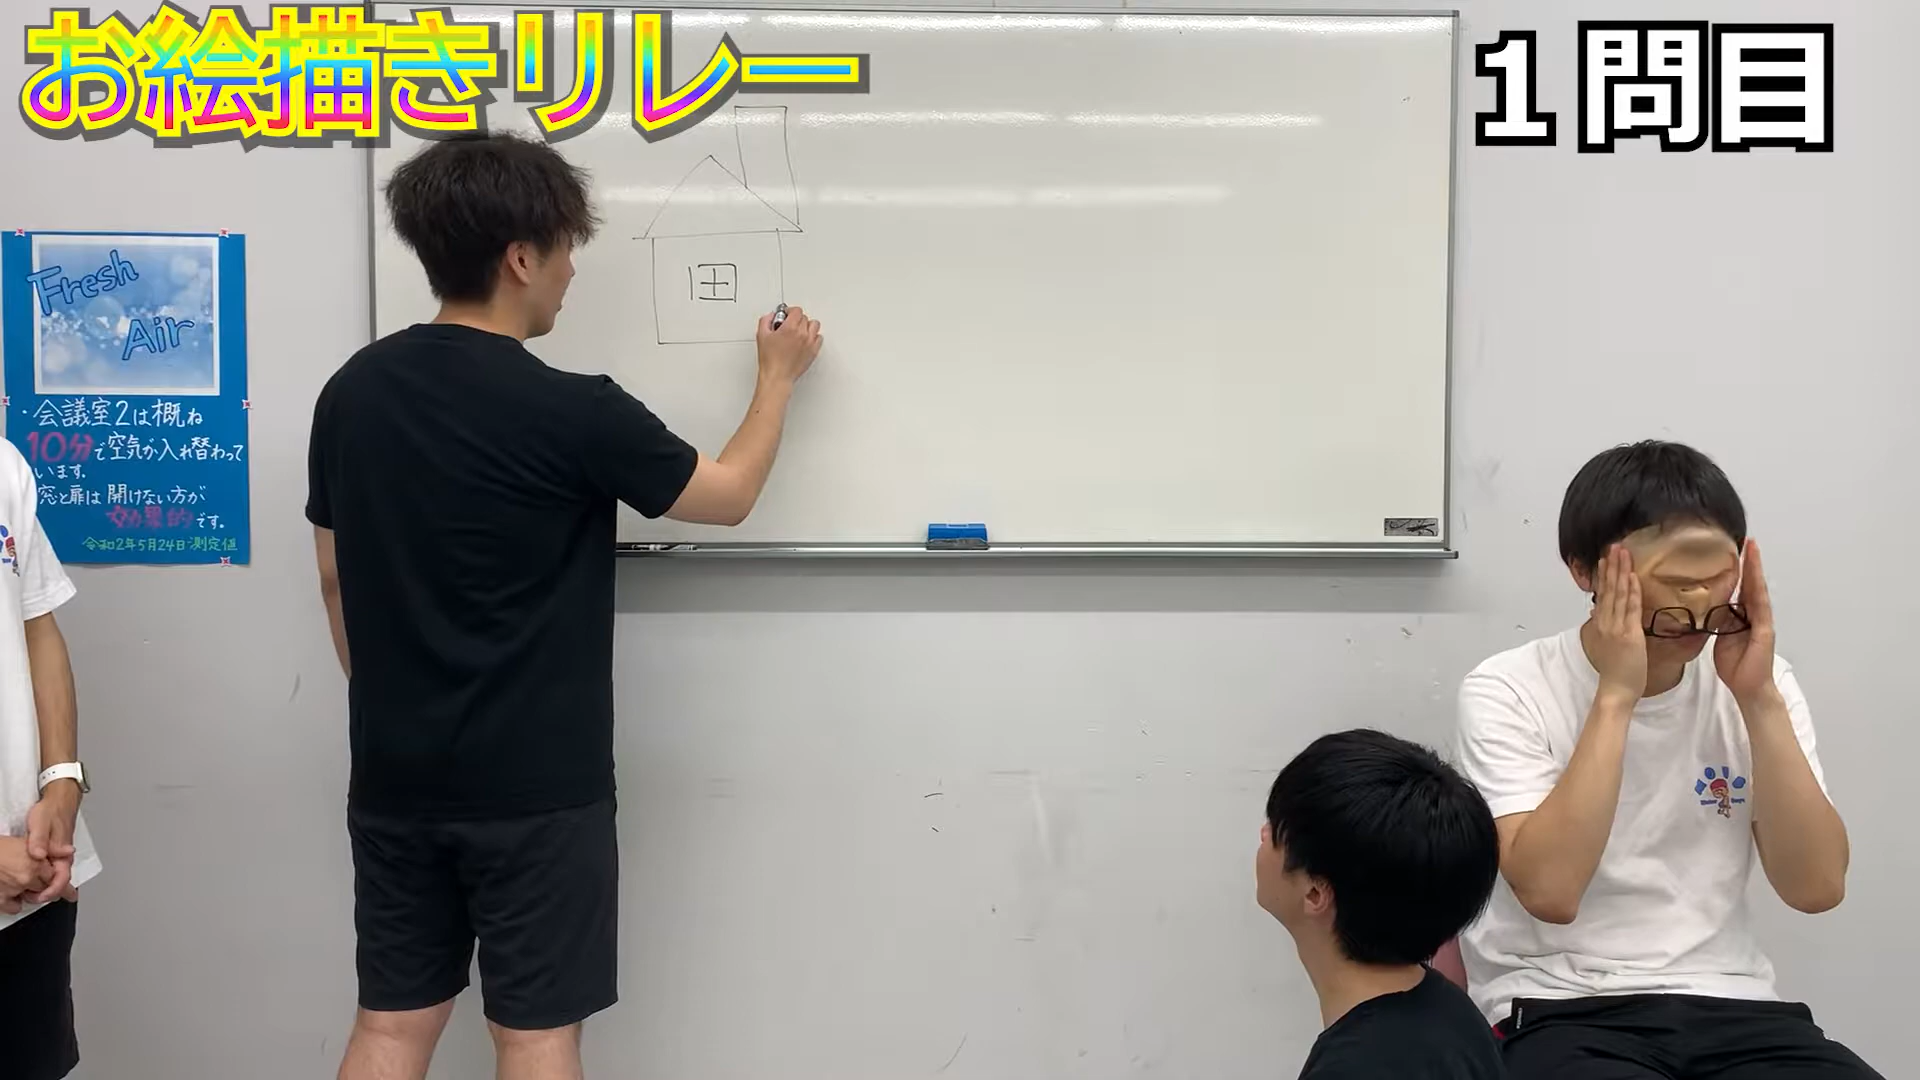 お絵描きリレー
1問目
Fresh
Air
・会議室2は概ね
10分で空気が入れ替わって
います。
窓と扉は開けない方が
効果的です。
令和2年5月24日測定値